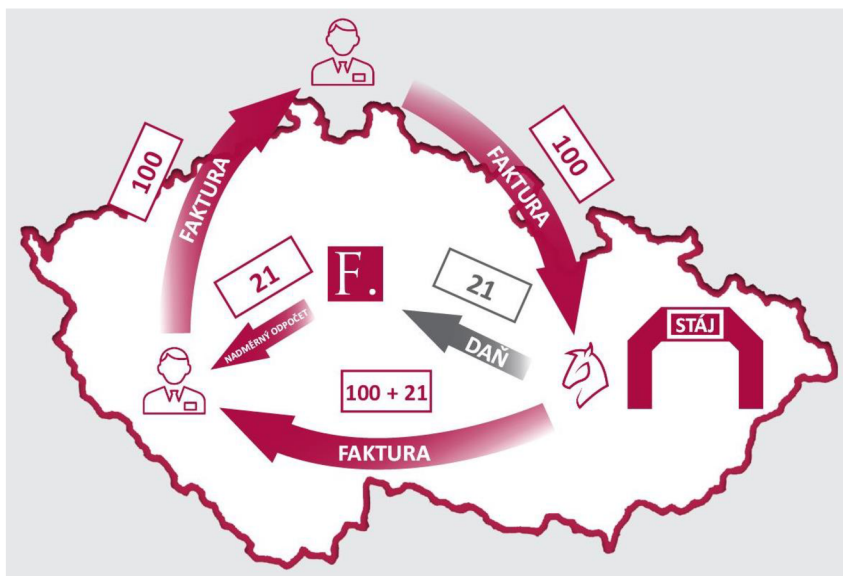 100
FAKTURA
100
FAKTURA
21
F.
21
NADMĚRNÝ ODPOČET
DAŇ
STÁJ
100 + 21
FAKTURA